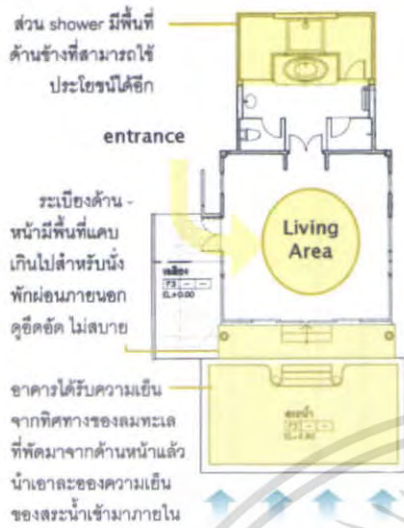 ส่วน shower มีพื้นที่
ด้านข้างที่สามารถใช้
ประโยชน์ได้อีก
entrance
ระเบียงด้าน -
หน้ามีพื้นที่แคบ
เกินไปสำหรับนั่ง
พักผ่อนภายนอก
ดูอึดอัด ไม่สบาย
Living
Area
F3 - -
EL+0.00
อาคารได้รับความเย็น
จากทิศทางของลมทะเล
ที่พัดมาจากด้านหน้าแล้ว
นำเอาละอองความเย็น
ของสระน้ำเข้ามาภายใน
สระน้ำ